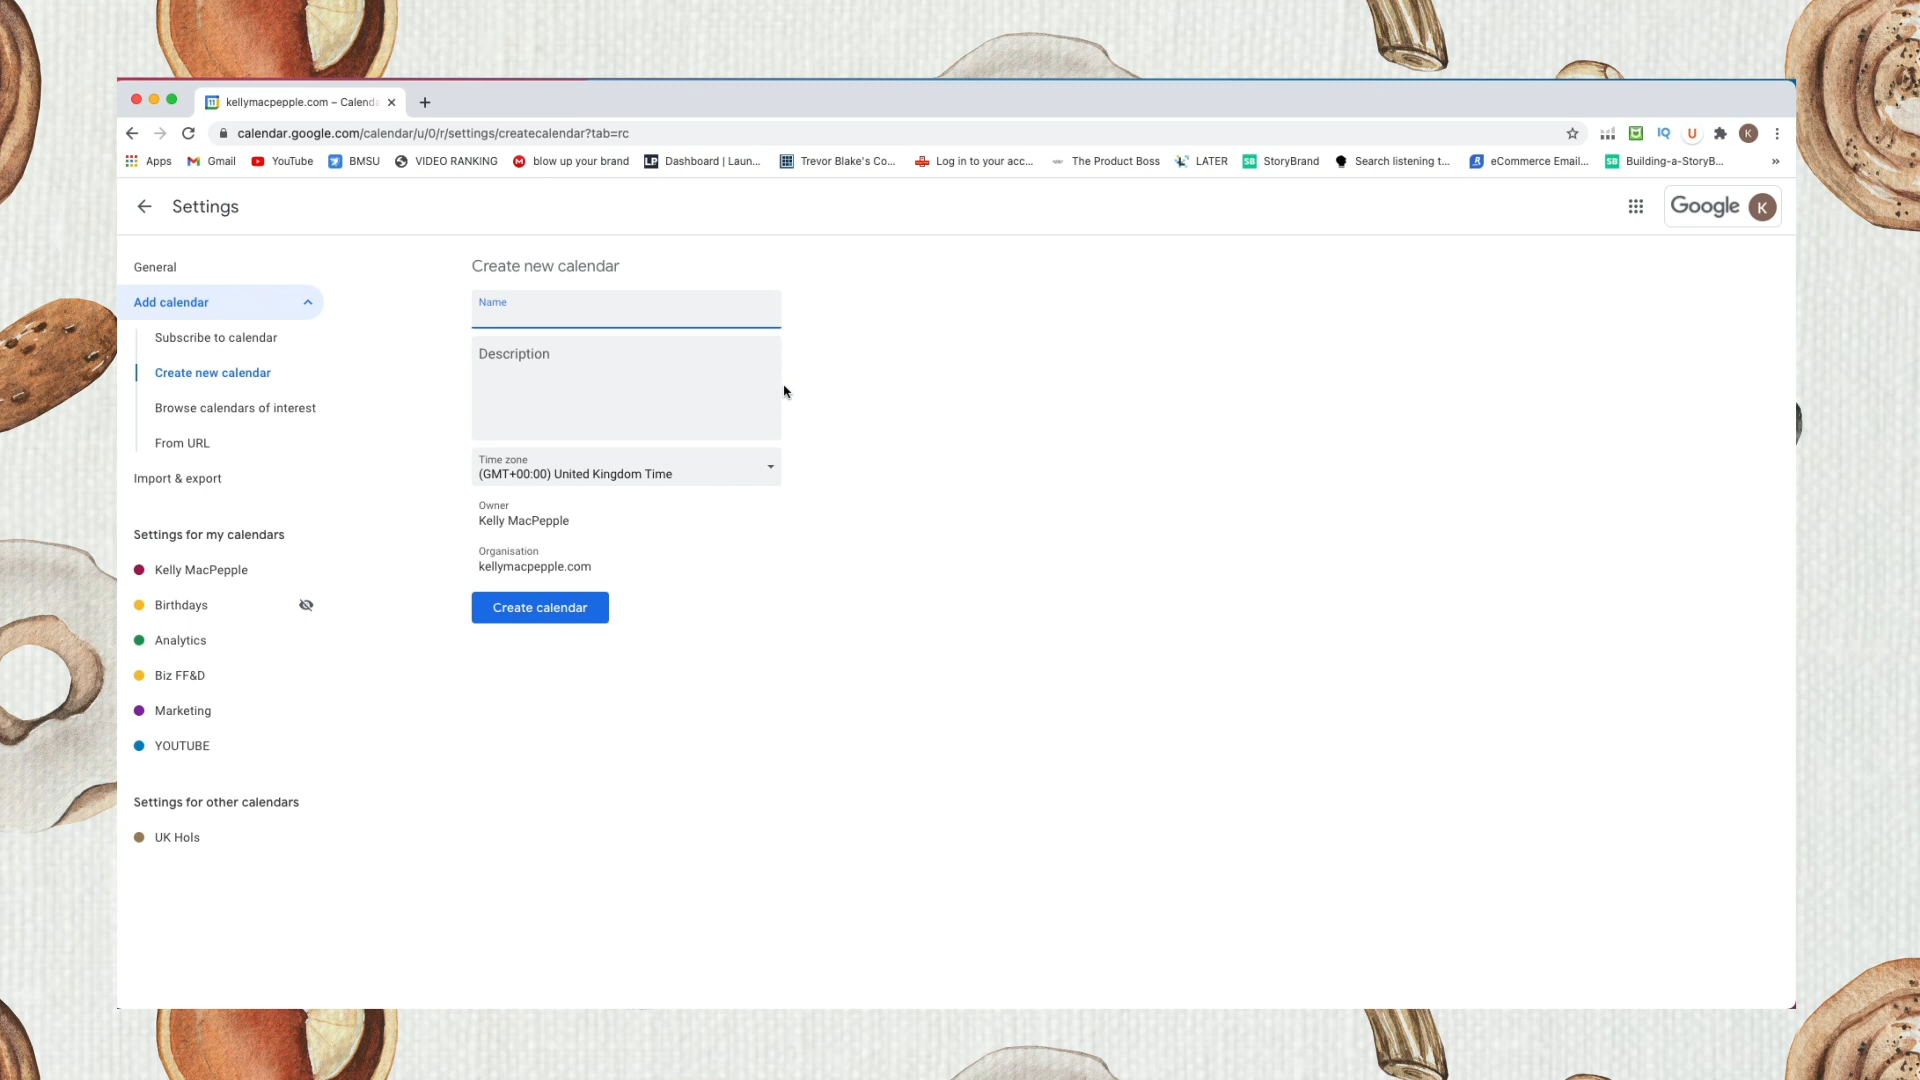 kellymacpepple.com – Calenda
calendar.google.com/calendar/u/0/r/settings/createcalendar?tab=rc
IQ
U
K
Apps
Gmail
YouTube
BMSU
VIDEO RANKING
blow up your brand
LP Dashboard | Laun...
Trevor Blake's Co...
Log in to your acc...
The Product Boss
LATER
SB StoryBrand
Search listening t...
eCommerce Email...
SB Building-a-StoryB...
»
Settings
Google K
General
Add calendar
Subscribe to calendar
Create new calendar
Browse calendars of interest
From URL
Import & export
Settings for my calendars
Kelly MacPepple
Birthdays
Analytics
Biz FF&D
Marketing
YOUTUBE
Settings for other calendars
UK Hols
Create new calendar
Name
Description
Time zone
(GMT+00:00) United Kingdom Time
Owner
Kelly MacPepple
Organisation
kellymacpepple.com
Create calendar